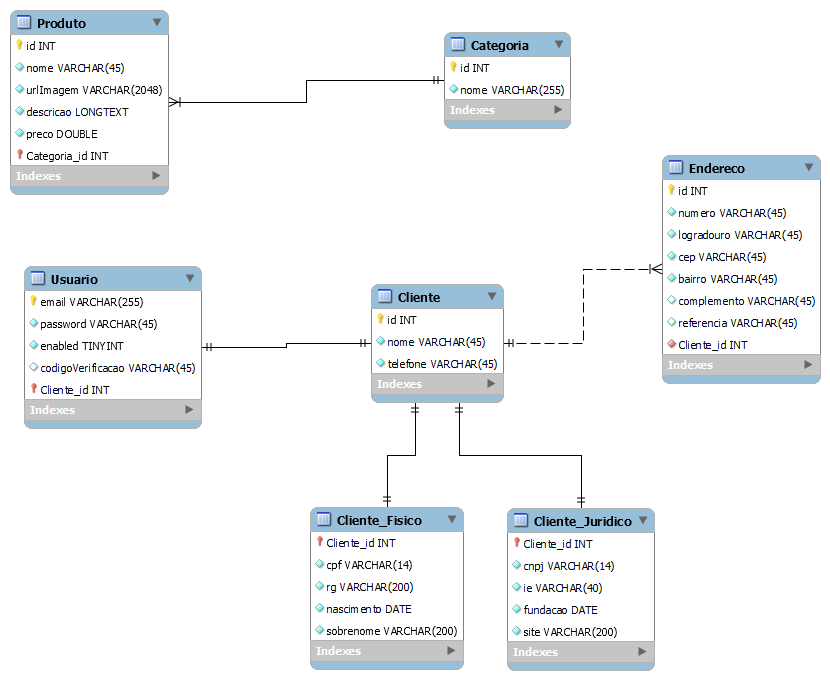 Produto
id INT
nome VARCHAR(45)
urlImagem VARCHAR(2048)
descricao LONGTEXT
preco DOUBLE
Categoria_id INT
Indexes
Categoria
id INT
nome VARCHAR(255)
Indexes
Endereco
id INT
numero VARCHAR(45)
logradouro VARCHAR(45)
cep VARCHAR(45)
bairro VARCHAR(45)
complemento VARCHAR(45)
referencia VARCHAR(45)
Cliente_id INT
Indexes
Usuario
email VARCHAR(255)
password VARCHAR(45)
enabled TINYINT
codigoVerificacao VARCHAR(45)
Cliente_id INT
Indexes
Cliente
id INT
nome VARCHAR(45)
telefone VARCHAR(45)
Indexes
Cliente_Fisico
Cliente_id INT
cpf VARCHAR(14)
rg VARCHAR(200)
nascimento DATE
sobrenome VARCHAR(200)
Indexes
Cliente_Juridico
Cliente_id INT
cnpj VARCHAR(14)
ie VARCHAR(40)
fundacao DATE
site VARCHAR(200)
Indexes